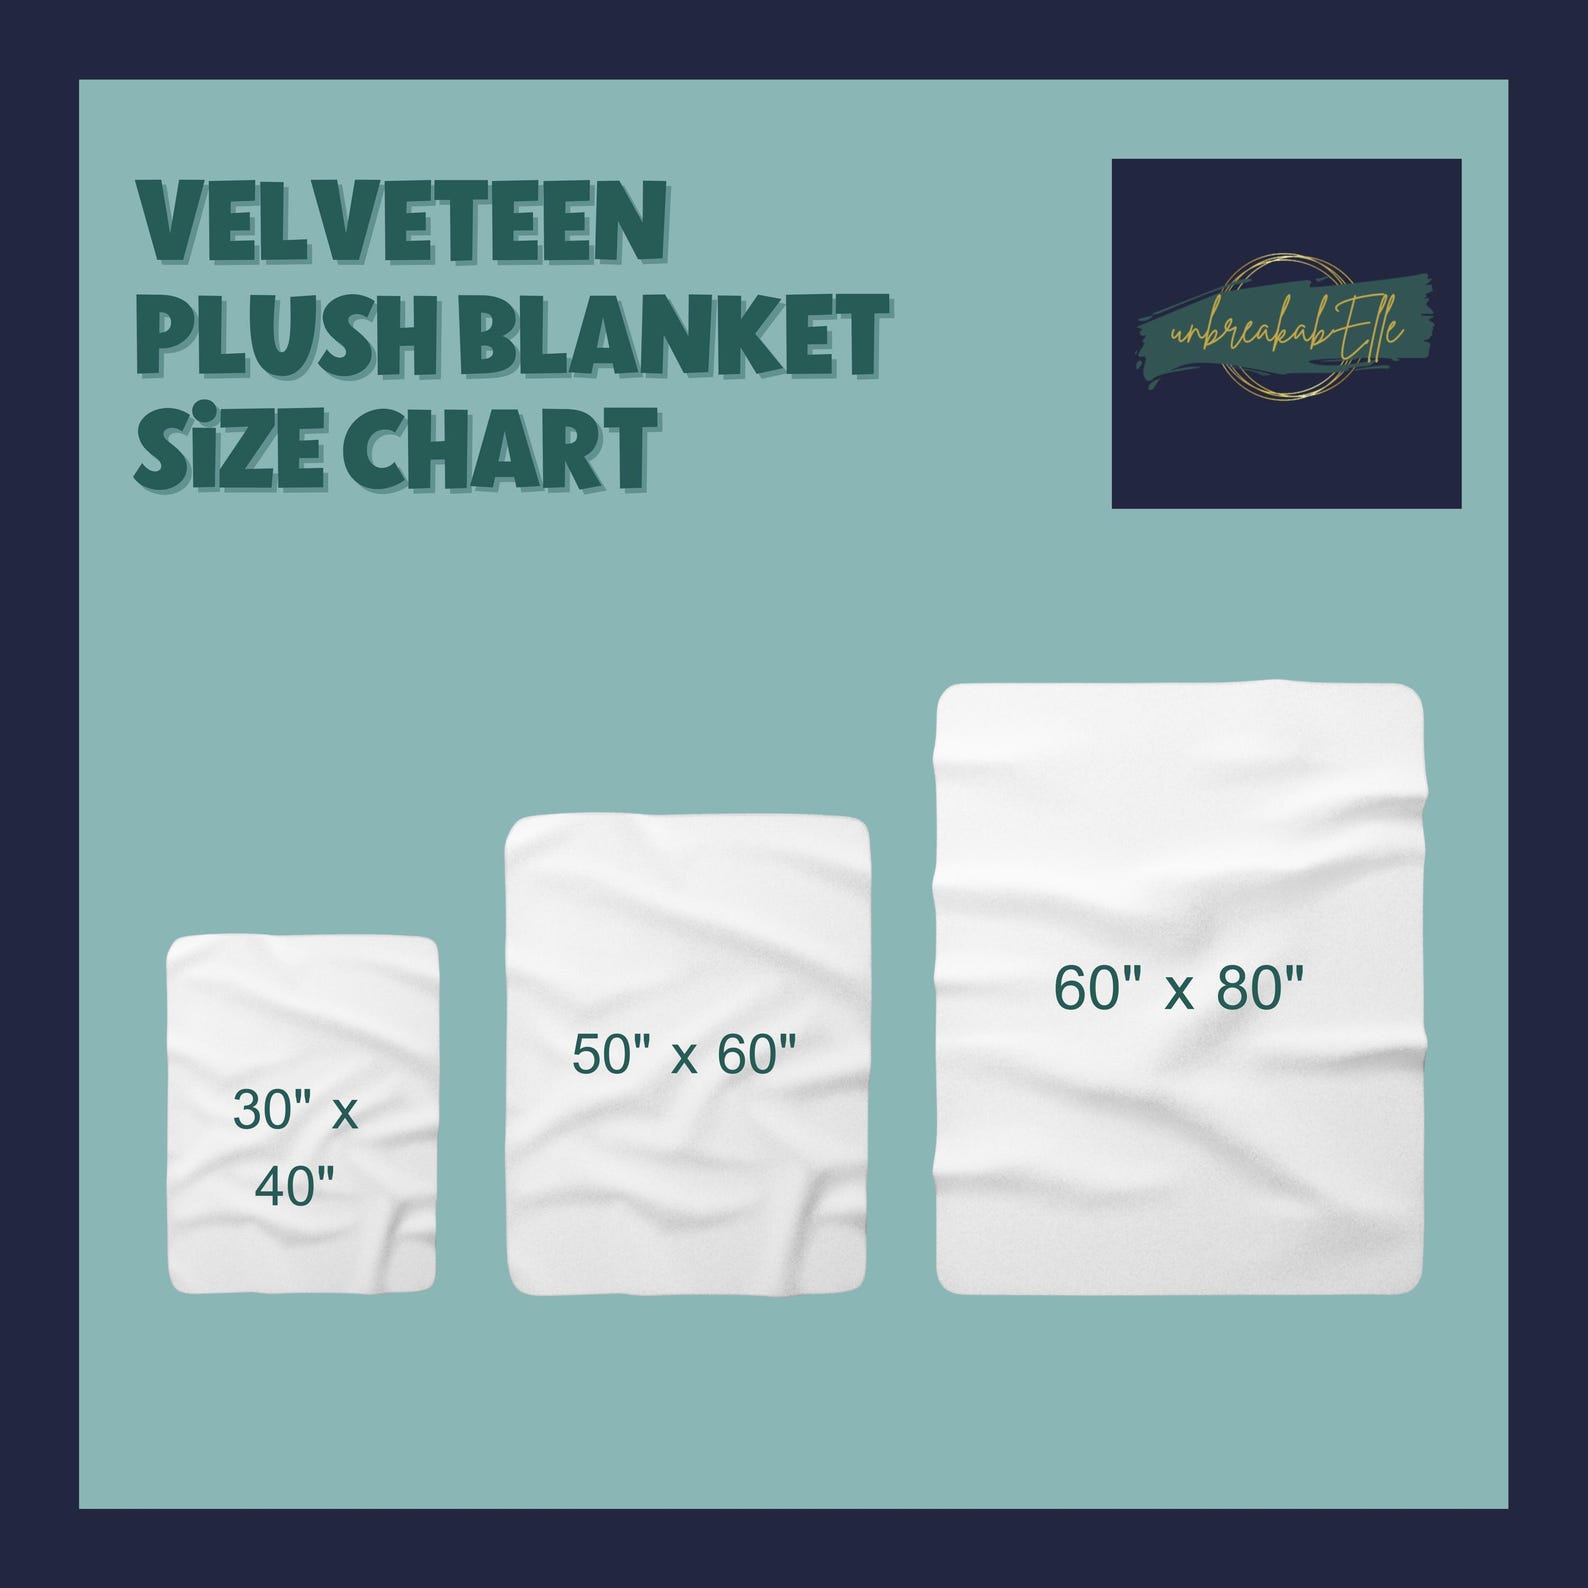 VELVETEEN
PLUSH BLANKET
SiZE CHART
unbreakabElle
30" x
40"
50" x 60"
60" x 80"